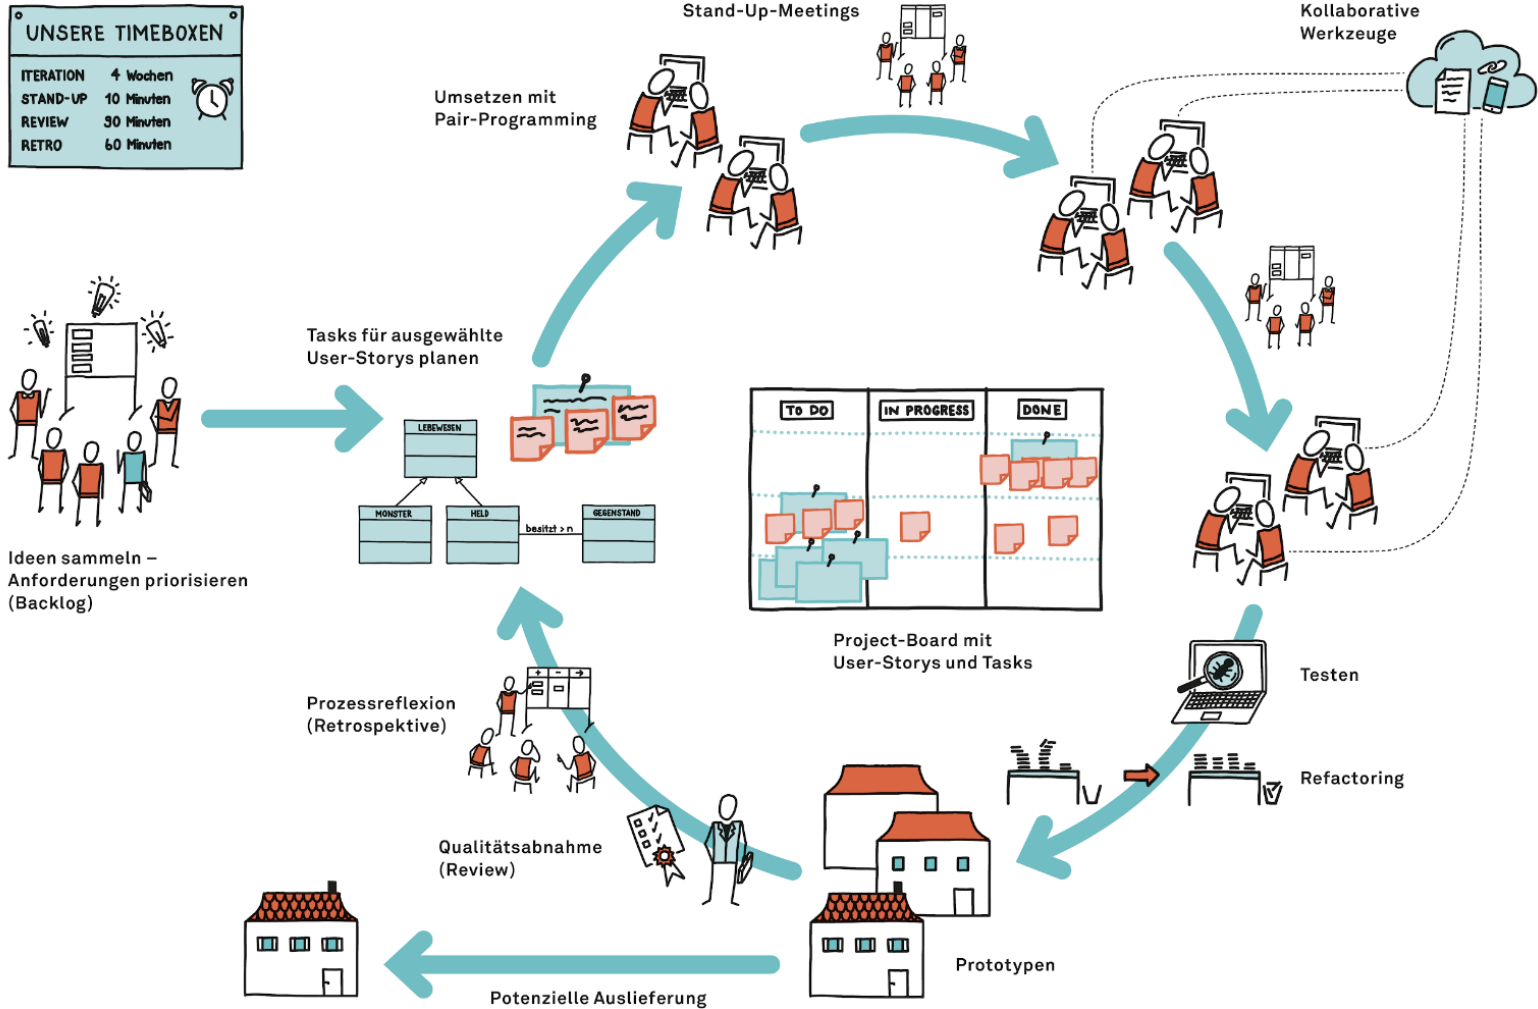 UNSERE TIMEBOXEN
ITERATION 4 Wochen
STAND-UP 10 Minuten
REVIEW 30 Minuten
RETRO 60 Minuten
Stand-Up-Meetings
Kollaborative
Werkzeuge
Umsetzen mit
Pair-Programming
Tasks für ausgewählte
User-Storys planen
LEBEWESEN
MONSTER
HELD
besitzt > n
GEGENSTAND
Ideen sammeln –
Anforderungen priorisieren
(Backlog)
TO DO
IN PROGRESS
DONE
Project-Board mit
User-Storys und Tasks
Testen
Refactoring
Prozessreflexion
(Retrospektive)
+ – →
Qualitätsabnahme
(Review)
Prototypen
Potenzielle Auslieferung